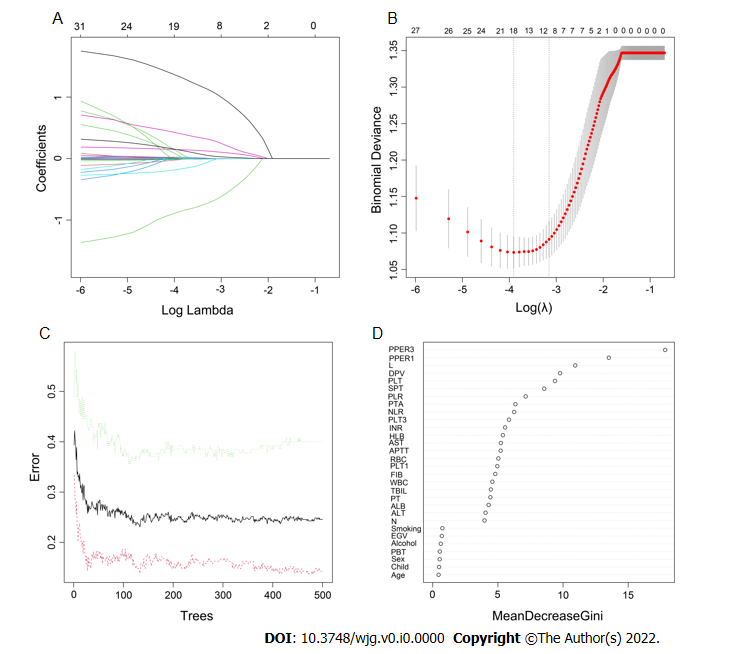 A
31 24 19 8 2 0
1
0
-1
Coefficients
-6 -5 -4 -3 -2 -1
Log Lambda
B
27 26 25 24 21 18 13 12 8 7 7 7 5 2 1 0 0 0 0 0 0 0
1.35
1.30
1.25
1.20
1.15
1.10
1.05
Binomial Deviance
-6 -5 -4 -3 -2 -1
Log(λ)
C
0.5
0.4
0.3
0.2
Error
0 100 200 300 400 500
Trees
D
PPER3
PPER1
L
DPV
PLT
SPT
PLR
PTA
NLR
PLT3
INR
HLB
AST
APTT
RBC
PLT1
FIB
WBC
TBIL
PT
ALB
ALT
N
Smoking
EGV
Alcohol
PBT
Sex
Child
Age
0 5 10 15
MeanDecreaseGini
DOI: 10.3748/wjg.v0.i0.0000 Copyright ©The Author(s) 2022.